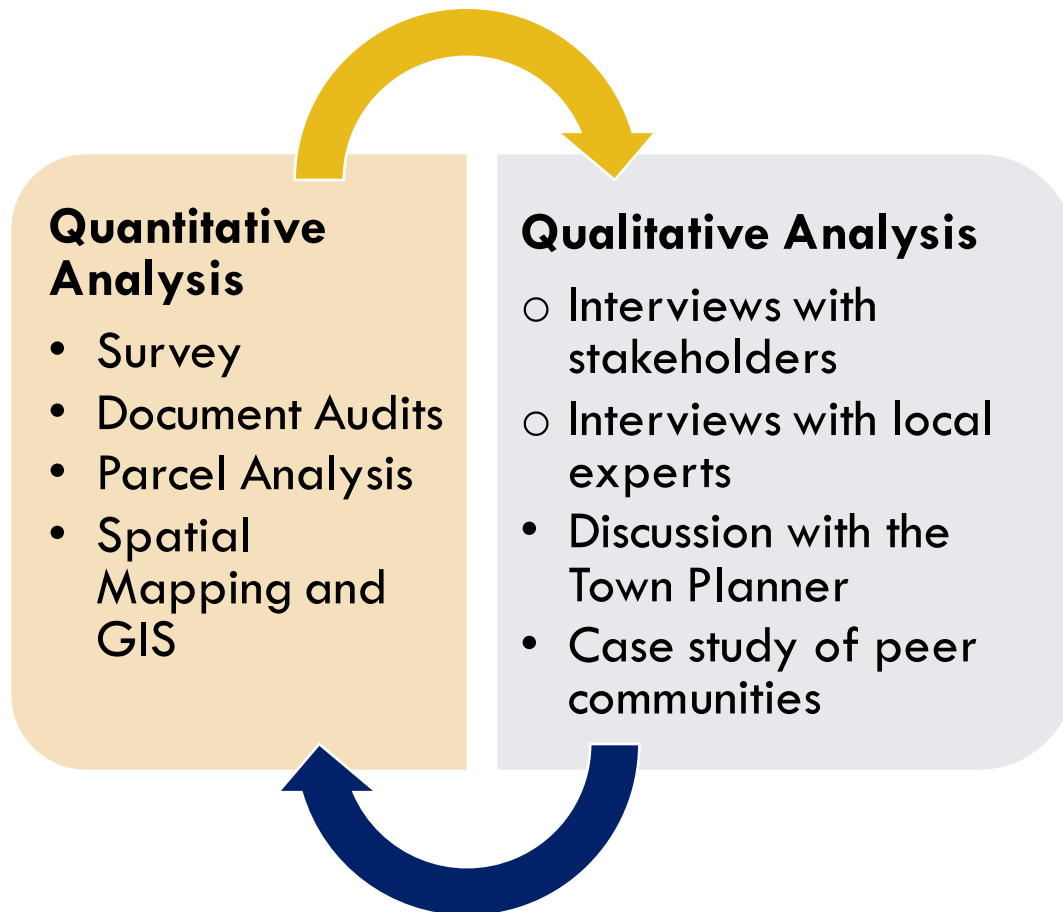 Quantitative
Analysis
• Survey
• Document Audits
• Parcel Analysis
• Spatial
Mapping and
GIS
Qualitative Analysis
o Interviews with
stakeholders
o Interviews with local
experts
• Discussion with the
Town Planner
• Case study of peer
communities